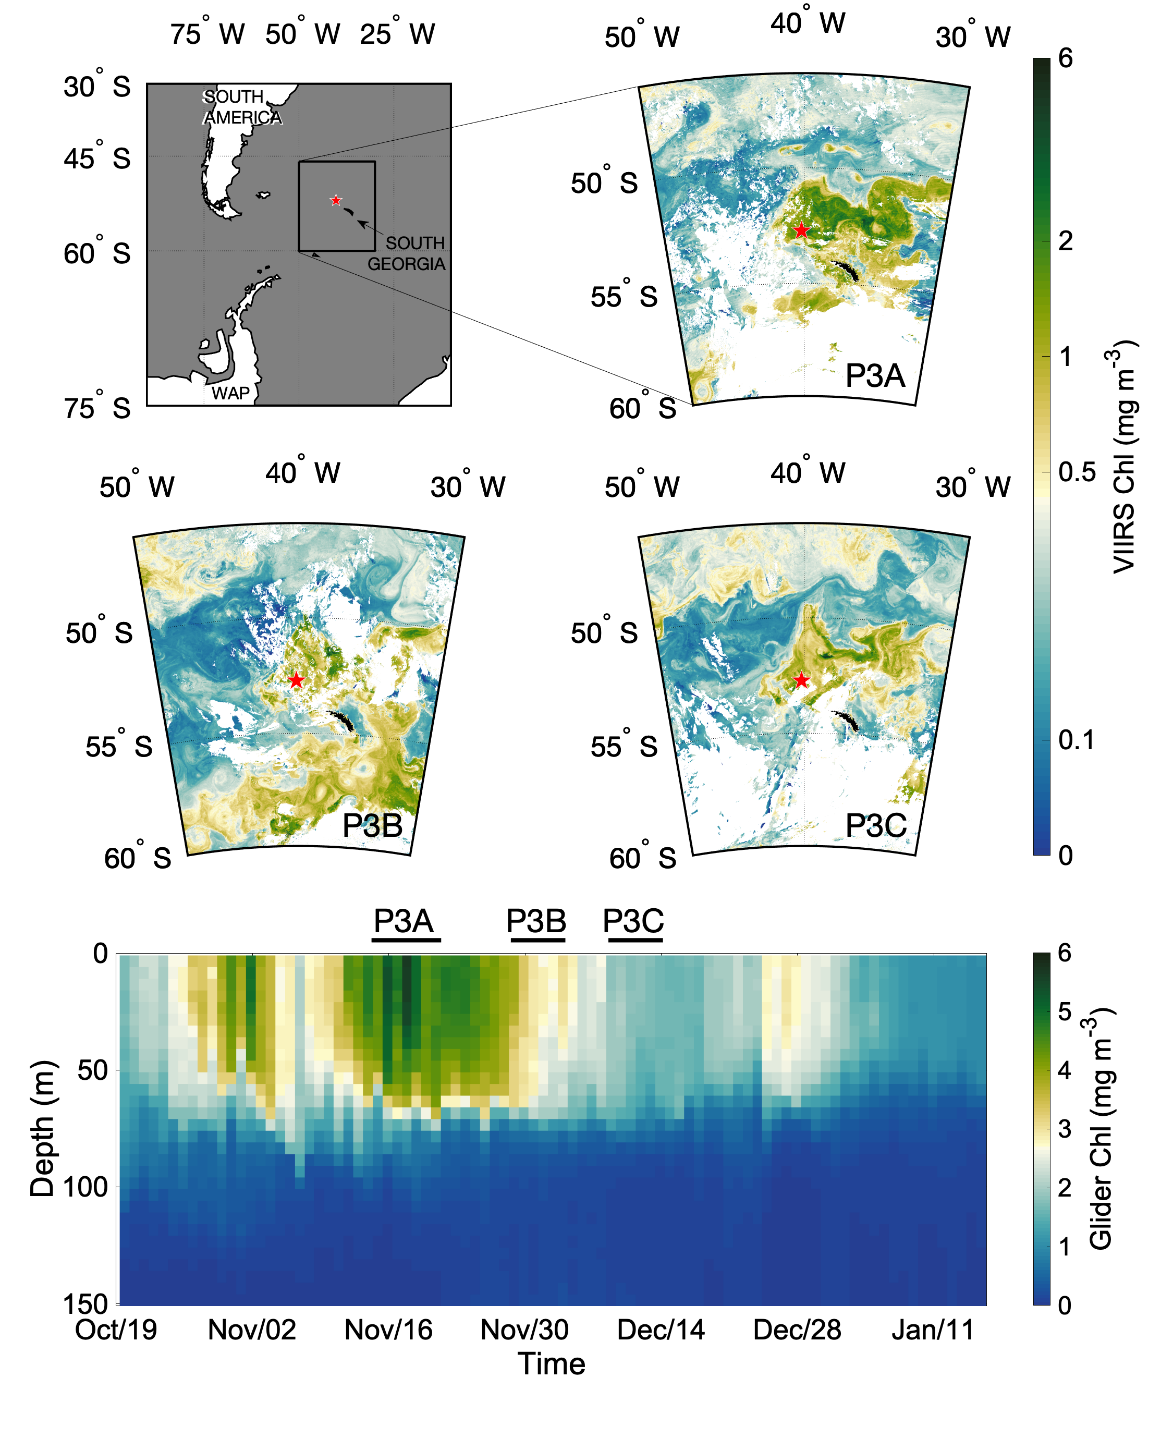 75° W 50° W 25° W
30° S
45° S
60° S
75° S
SOUTH
AMERICA
SOUTH
GEORGIA
WAP
50° W 40° W 30° W
50° S
55° S
60° S
P3A
6
2
1
0.5
0.1
0
VIIRS Chl (mg m-3)
50° W 40° W 30° W
50° S
55° S
60° S
P3B
50° W 40° W 30° W
50° S
55° S
60° S
P3C
P3A P3B P3C
0
50
100
150
Depth (m)
Oct/19 Nov/02 Nov/16 Nov/30 Dec/14 Dec/28 Jan/11
Time
6
5
4
3
2
1
0
Glider Chl (mg m-3)